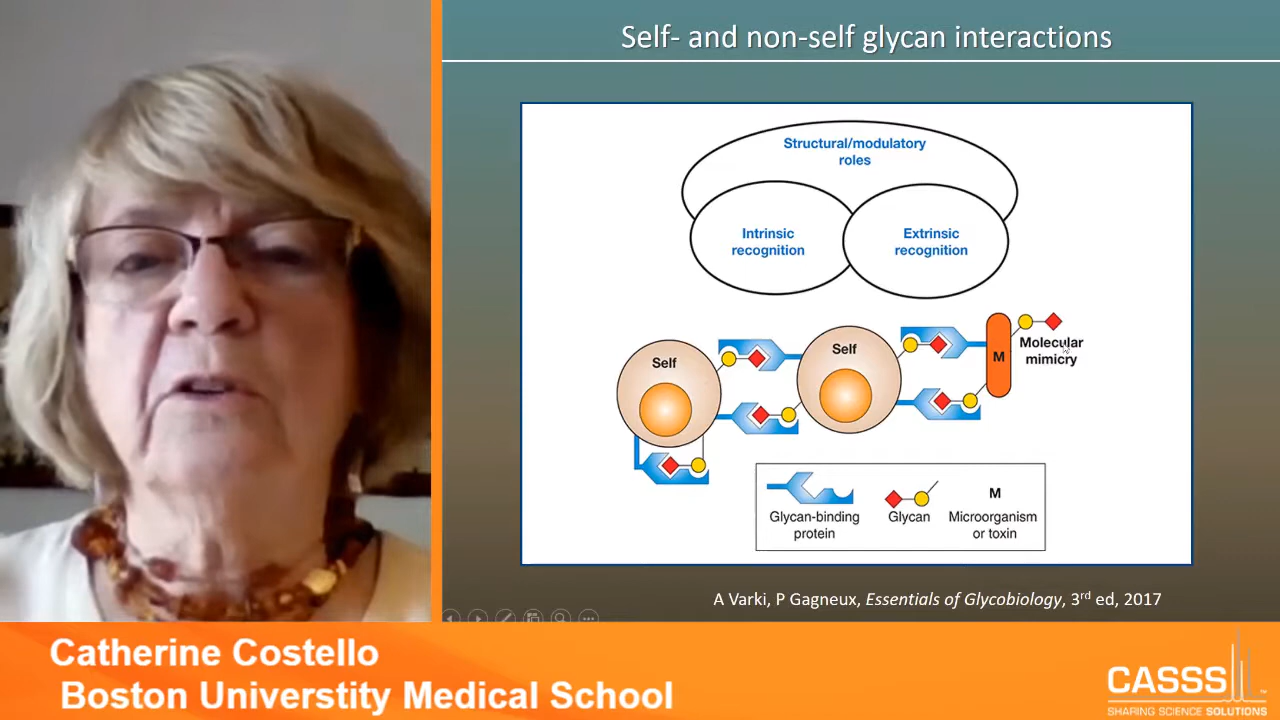 Self- and non-self glycan interactions
Structural/modulatory
roles
Intrinsic
recognition
Extrinsic
recognition
Self
Self
M
Molecular
mimicry
Glycan-binding
protein
Glycan
M
Microorganism
or toxin
A Varki, P Gagneux, Essentials of Glycobiology, 3rd ed, 2017
Catherine Costello
Boston Universtity Medical School
CASSS
SHARING SCIENCE SOLUTIONS